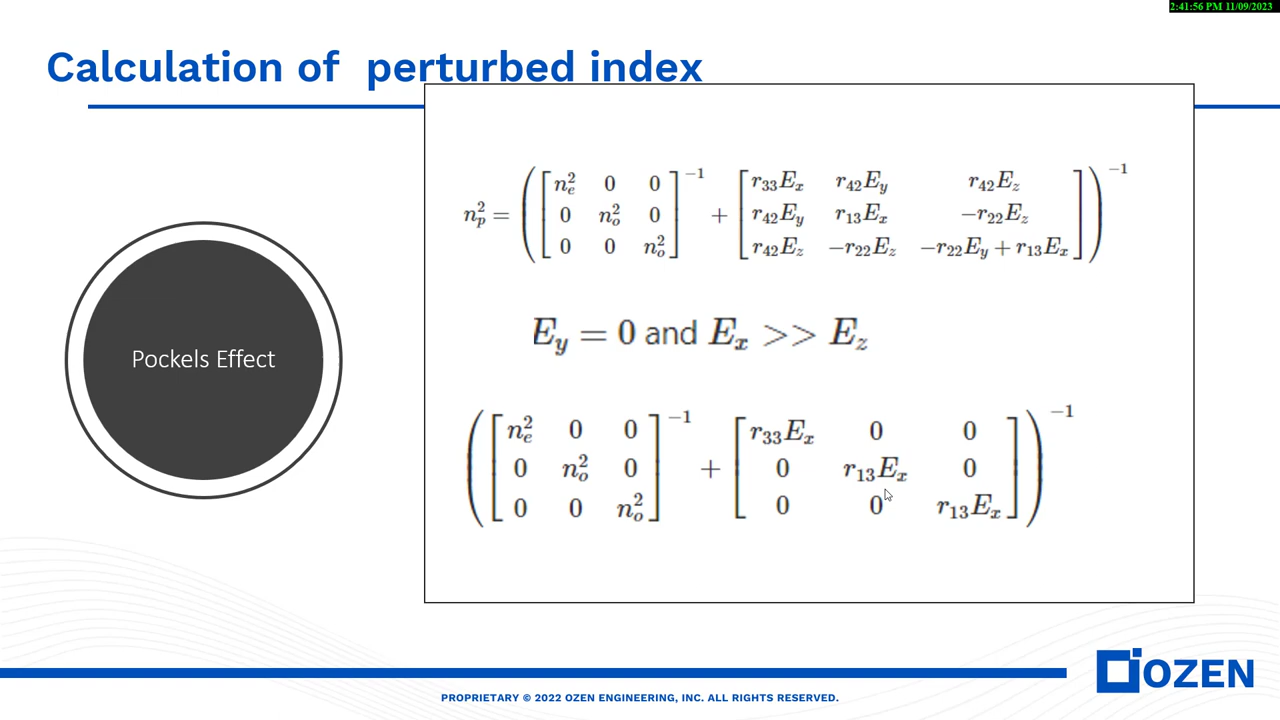 2:41:56 PM 11/09/2023
Calculation of perturbed index
Pockels Effect
n_p^2 = ( [ n_e^2 0 0 ; 0 n_o^2 0 ; 0 0 n_o^2 ]^{-1} + [ r_33E_x r_42E_y r_42E_z ; r_42E_y r_13E_x −r_22E_z ; r_42E_z −r_22E_z −r_22E_y + r_13E_x ] )^{-1}
E_y = 0 and E_x >> E_z
( [ n_e^2 0 0 ; 0 n_o^2 0 ; 0 0 n_o^2 ]^{-1} + [ r_33E_x 0 0 ; 0 r_13E_x 0 ; 0 0 r_13E_x ] )^{-1}
OZEN
PROPRIETARY © 2022 OZEN ENGINEERING, INC. ALL RIGHTS RESERVED.